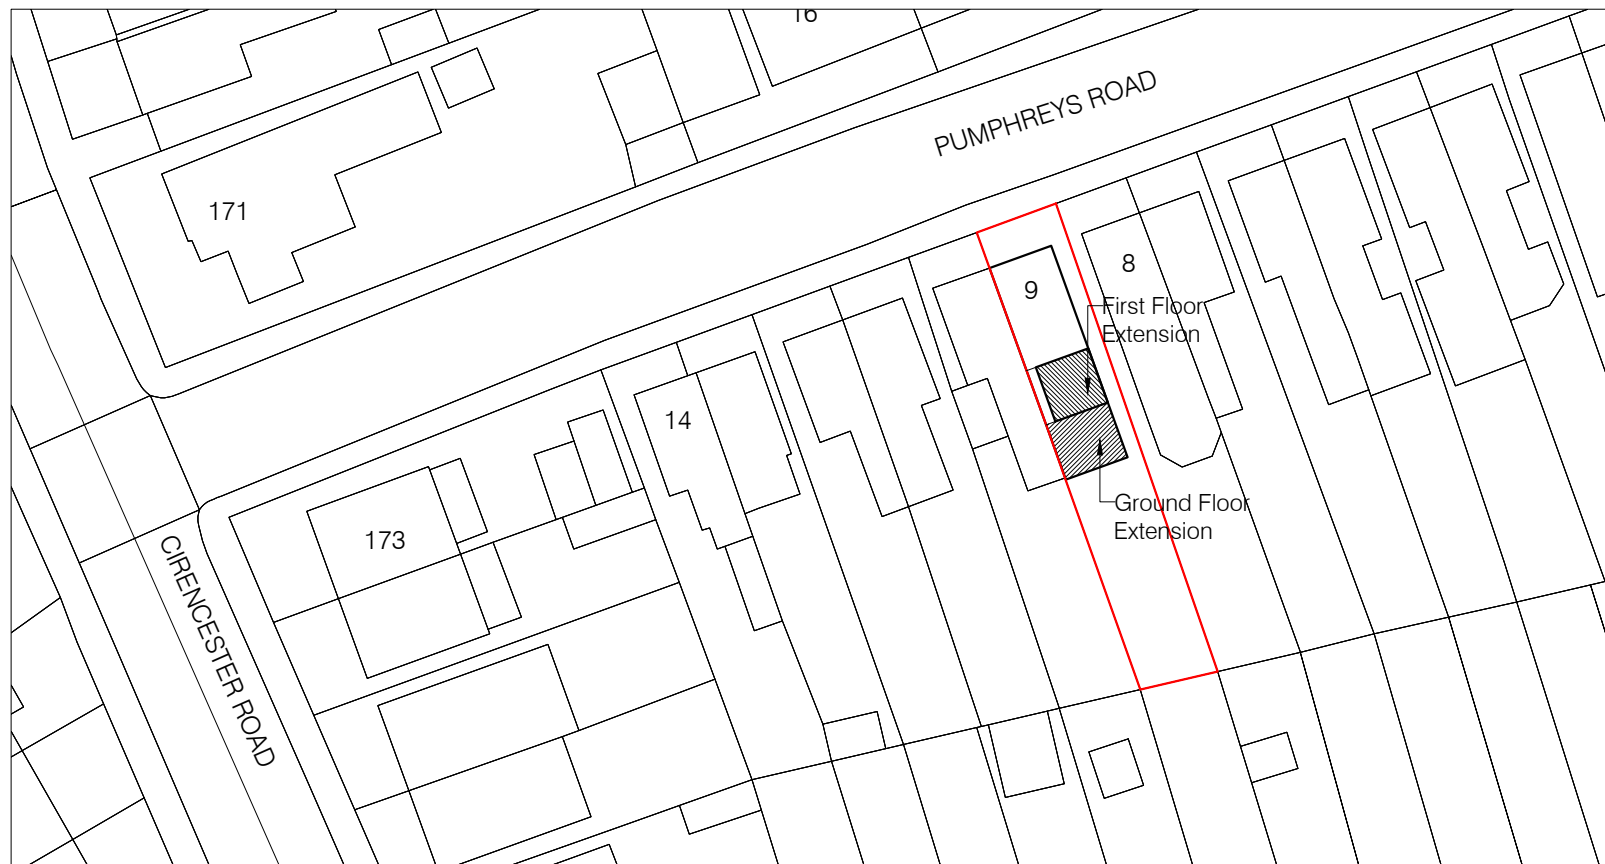 16
PUMPHREYS ROAD
171
8
9
First Floor
Extension
14
Ground Floor
Extension
173
CIRENCESTER ROAD